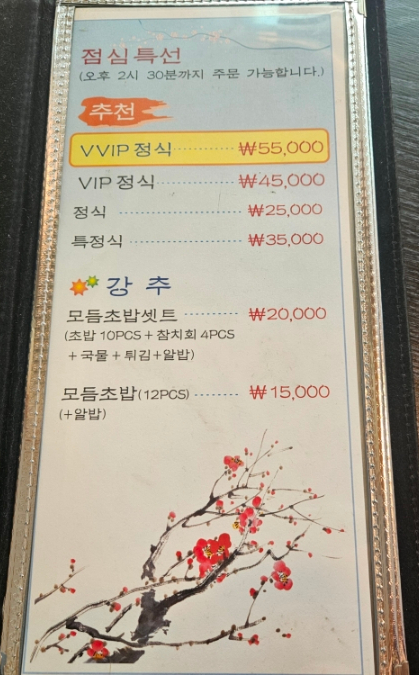 점심특선
(오후 2시 30분까지 주문 가능합니다.)
추천
VVIP 정식 ············ ₩55,000
VIP 정식 ············ ₩45,000
정식 ················ ₩25,000
특정식 ·············· ₩35,000
강 추
모듬초밥셋트 ········ ₩20,000
(초밥 10PCS + 참치회 4PCS
+ 국물 + 튀김+알밥)
모듬초밥(12PCS) ········ ₩15,000
(+알밥)